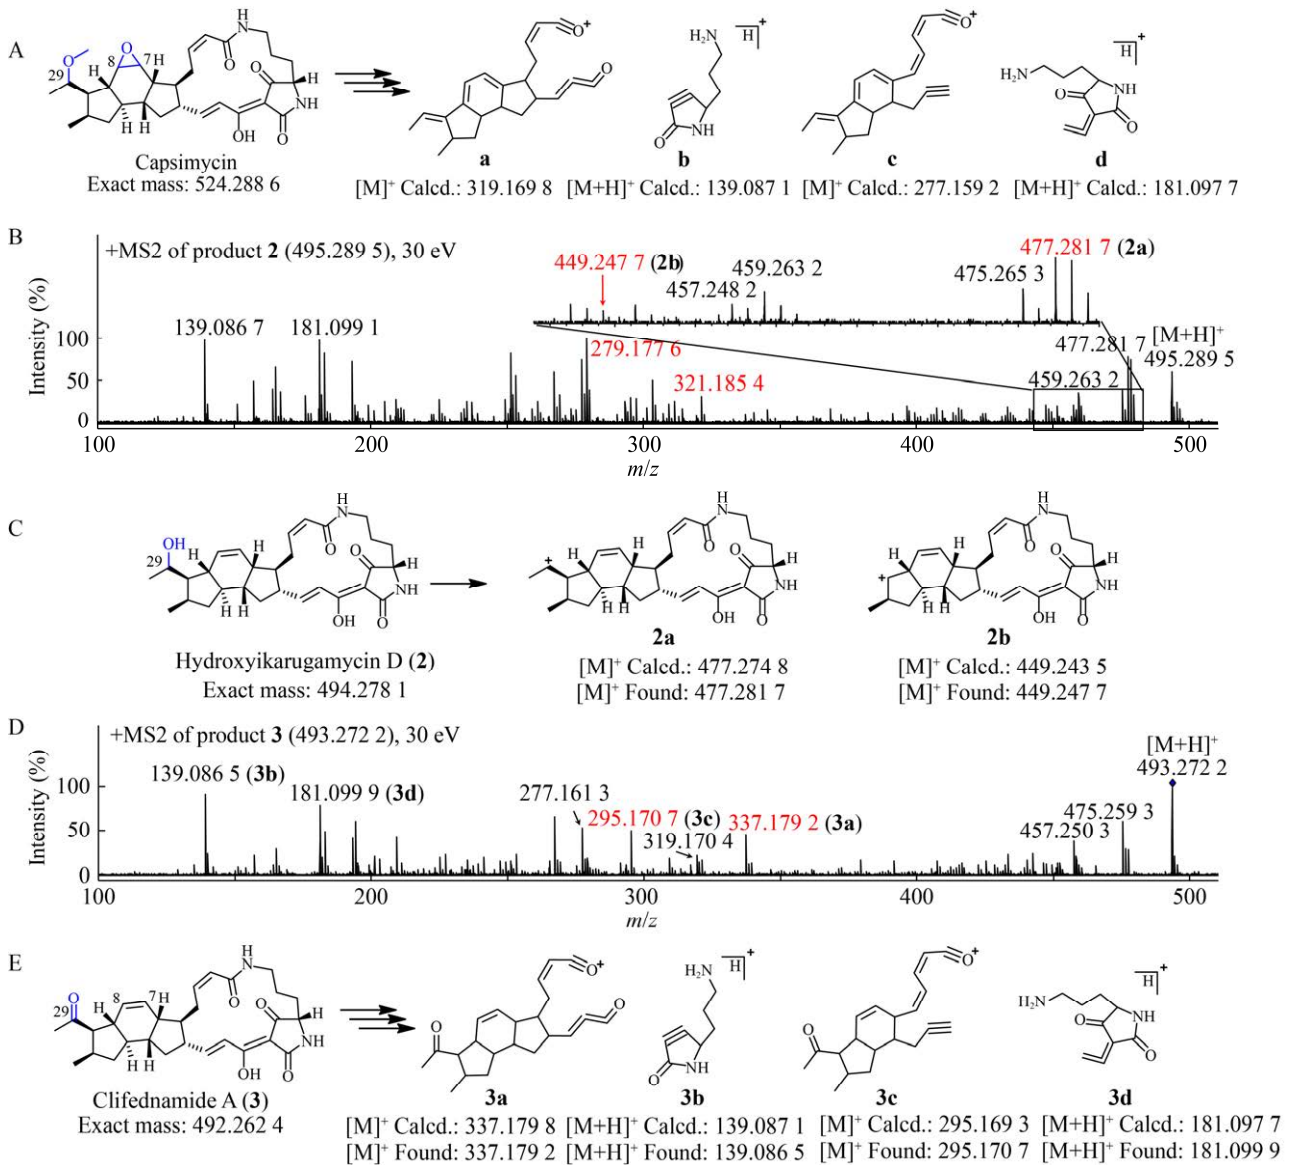 A
H
N
O
8
O
7
H
O
H
O
H
29
NH
H
H
OH
O
Capsimycin
Exact mass: 524.288 6
O+
O
a
[M]+ Calcd.: 319.169 8
H2N
H +
O
NH
b
[M+H]+ Calcd.: 139.087 1
O+
c
[M]+ Calcd.: 277.159 2
H +
H2N
O
NH
O
d
[M+H]+ Calcd.: 181.097 7
B
+MS2 of product 2 (495.289 5), 30 eV
Intensity (%)
100
50
0
139.086 7
181.099 1
279.177 6
321.185 4
449.247 7 (2b)
457.248 2
459.263 2
475.265 3
477.281 7 (2a)
477.281 7
459.263 2
[M+H]+
495.289 5
100
200
300
400
500
m/z
C
H
N
O
OH
29
H
H
O
H
NH
H
H
OH
O
Hydroxyikarugamycin D (2)
Exact mass: 494.278 1
H
N
O
+
H
H
O
H
NH
H
H
OH
O
2a
[M]+ Calcd.: 477.274 8
[M]+ Found: 477.281 7
H
N
O
+
H
H
O
H
NH
H
H
OH
O
2b
[M]+ Calcd.: 449.243 5
[M]+ Found: 449.247 7
D
+MS2 of product 3 (493.272 2), 30 eV
Intensity (%)
100
50
0
139.086 5 (3b)
181.099 9 (3d)
277.161 3
295.170 7 (3c)
319.170 4
337.179 2 (3a)
457.250 3
475.259 3
[M+H]+
493.272 2
100
200
300
400
500
m/z
E
H
N
O
O
29
8
7
H
H
O
H
NH
H
H
OH
O
Clifednamide A (3)
Exact mass: 492.262 4
O+
O
O
3a
[M]+ Calcd.: 337.179 8
[M]+ Found: 337.179 2
H2N
H +
O
NH
3b
[M+H]+ Calcd.: 139.087 1
[M+H]+ Found: 139.086 5
O+
O
3c
[M]+ Calcd.: 295.169 3
[M]+ Found: 295.170 7
H +
H2N
O
NH
O
3d
[M+H]+ Calcd.: 181.097 7
[M+H]+ Found: 181.099 9